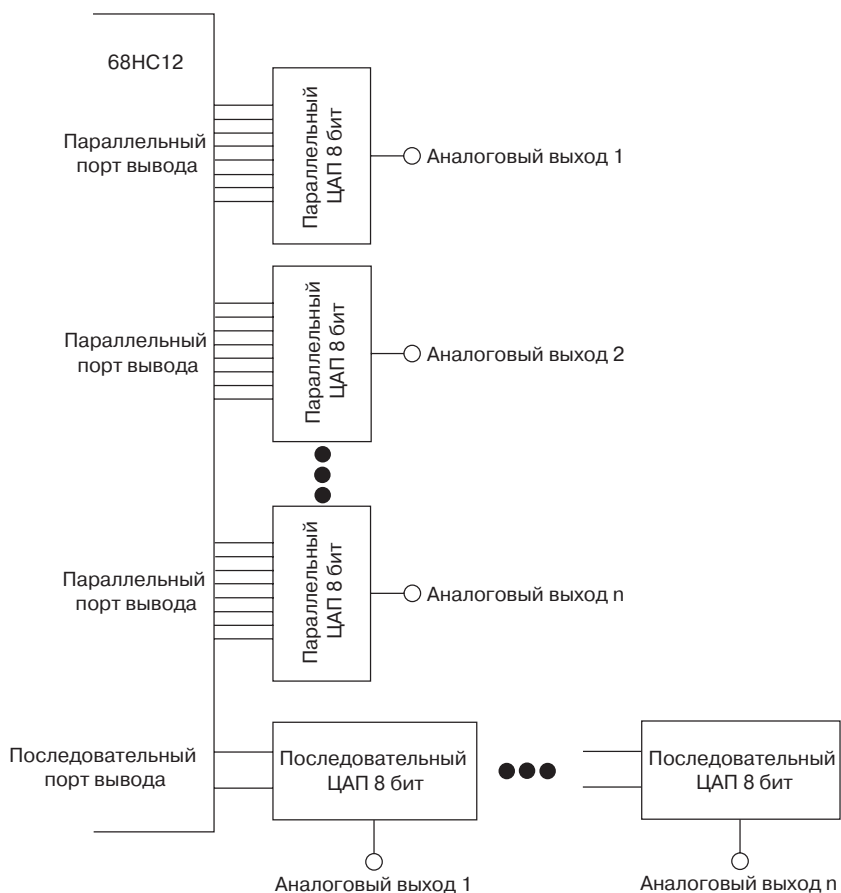 68HC12
Параллельный
порт вывода
Параллельный
ЦАП 8 бит
Аналоговый выход 1
Параллельный
порт вывода
Параллельный
ЦАП 8 бит
Аналоговый выход 2
Параллельный
порт вывода
Параллельный
ЦАП 8 бит
Аналоговый выход n
Последовательный
порт вывода
Последовательный
ЦАП 8 бит
Последовательный
ЦАП 8 бит
Аналоговый выход 1
Аналоговый выход n